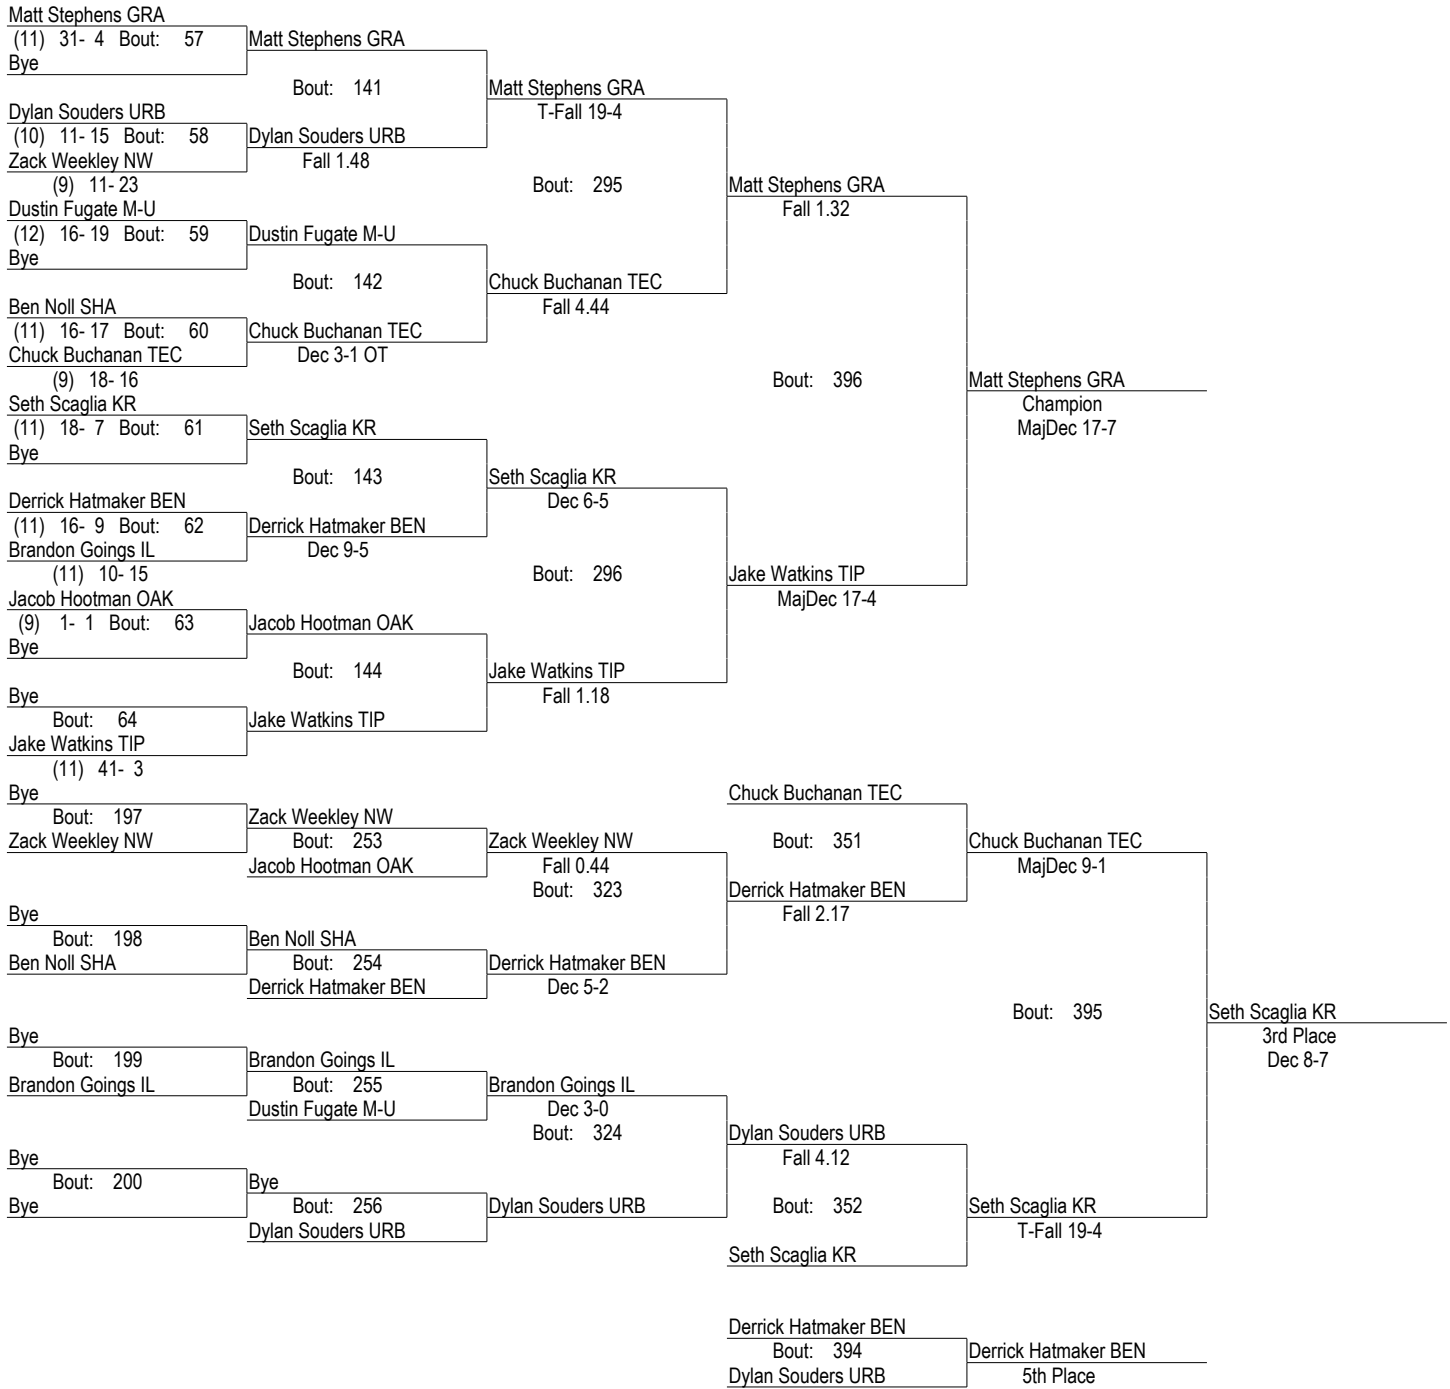 Matt Stephens GRA
(11) 31- 4 Bout: 57 Matt Stephens GRA
Bye
Bout: 141 Matt Stephens GRA
Dylan Souders URB T-Fall 19-4
(10) 11- 15 Bout: 58 Dylan Souders URB
Zack Weekley NW Fall 1.48
(9) 11- 23 Bout: 295 Matt Stephens GRA
Dustin Fugate M-U Fall 1.32
(12) 16- 19 Bout: 59 Dustin Fugate M-U
Bye
Bout: 142 Chuck Buchanan TEC
Ben Noll SHA Fall 4.44
(11) 16- 17 Bout: 60 Chuck Buchanan TEC
Chuck Buchanan TEC Dec 3-1 OT
(9) 18- 16 Bout: 396 Matt Stephens GRA
Seth Scaglia KR Champion
(11) 18- 7 Bout: 61 Seth Scaglia KR MajDec 17-7
Bye
Bout: 143 Seth Scaglia KR
Derrick Hatmaker BEN Dec 6-5
(11) 16- 9 Bout: 62 Derrick Hatmaker BEN
Brandon Goings IL Dec 9-5
(11) 10- 15 Bout: 296 Jake Watkins TIP
Jacob Hootman OAK MajDec 17-4
(9) 1- 1 Bout: 63 Jacob Hootman OAK
Bye
Bout: 144 Jake Watkins TIP
Bye Fall 1.18
Bout: 64 Jake Watkins TIP
Jake Watkins TIP
(11) 41- 3
Bye Chuck Buchanan TEC
Bout: 197 Zack Weekley NW
Zack Weekley NW Bout: 253 Zack Weekley NW Bout: 351 Chuck Buchanan TEC
Jacob Hootman OAK Fall 0.44 MajDec 9-1
Bout: 323 Derrick Hatmaker BEN
Bye Fall 2.17
Bout: 198 Ben Noll SHA
Ben Noll SHA Bout: 254 Derrick Hatmaker BEN
Derrick Hatmaker BEN Dec 5-2
Bout: 395 Seth Scaglia KR
Bye 3rd Place
Bout: 199 Brandon Goings IL Dec 8-7
Brandon Goings IL Bout: 255 Brandon Goings IL
Dustin Fugate M-U Dec 3-0
Bout: 324 Dylan Souders URB
Bye Fall 4.12
Bout: 200 Bye
Bye Bout: 256 Dylan Souders URB Bout: 352 Seth Scaglia KR
Dylan Souders URB T-Fall 19-4
Seth Scaglia KR
Derrick Hatmaker BEN
Bout: 394 Derrick Hatmaker BEN
Dylan Souders URB 5th Place